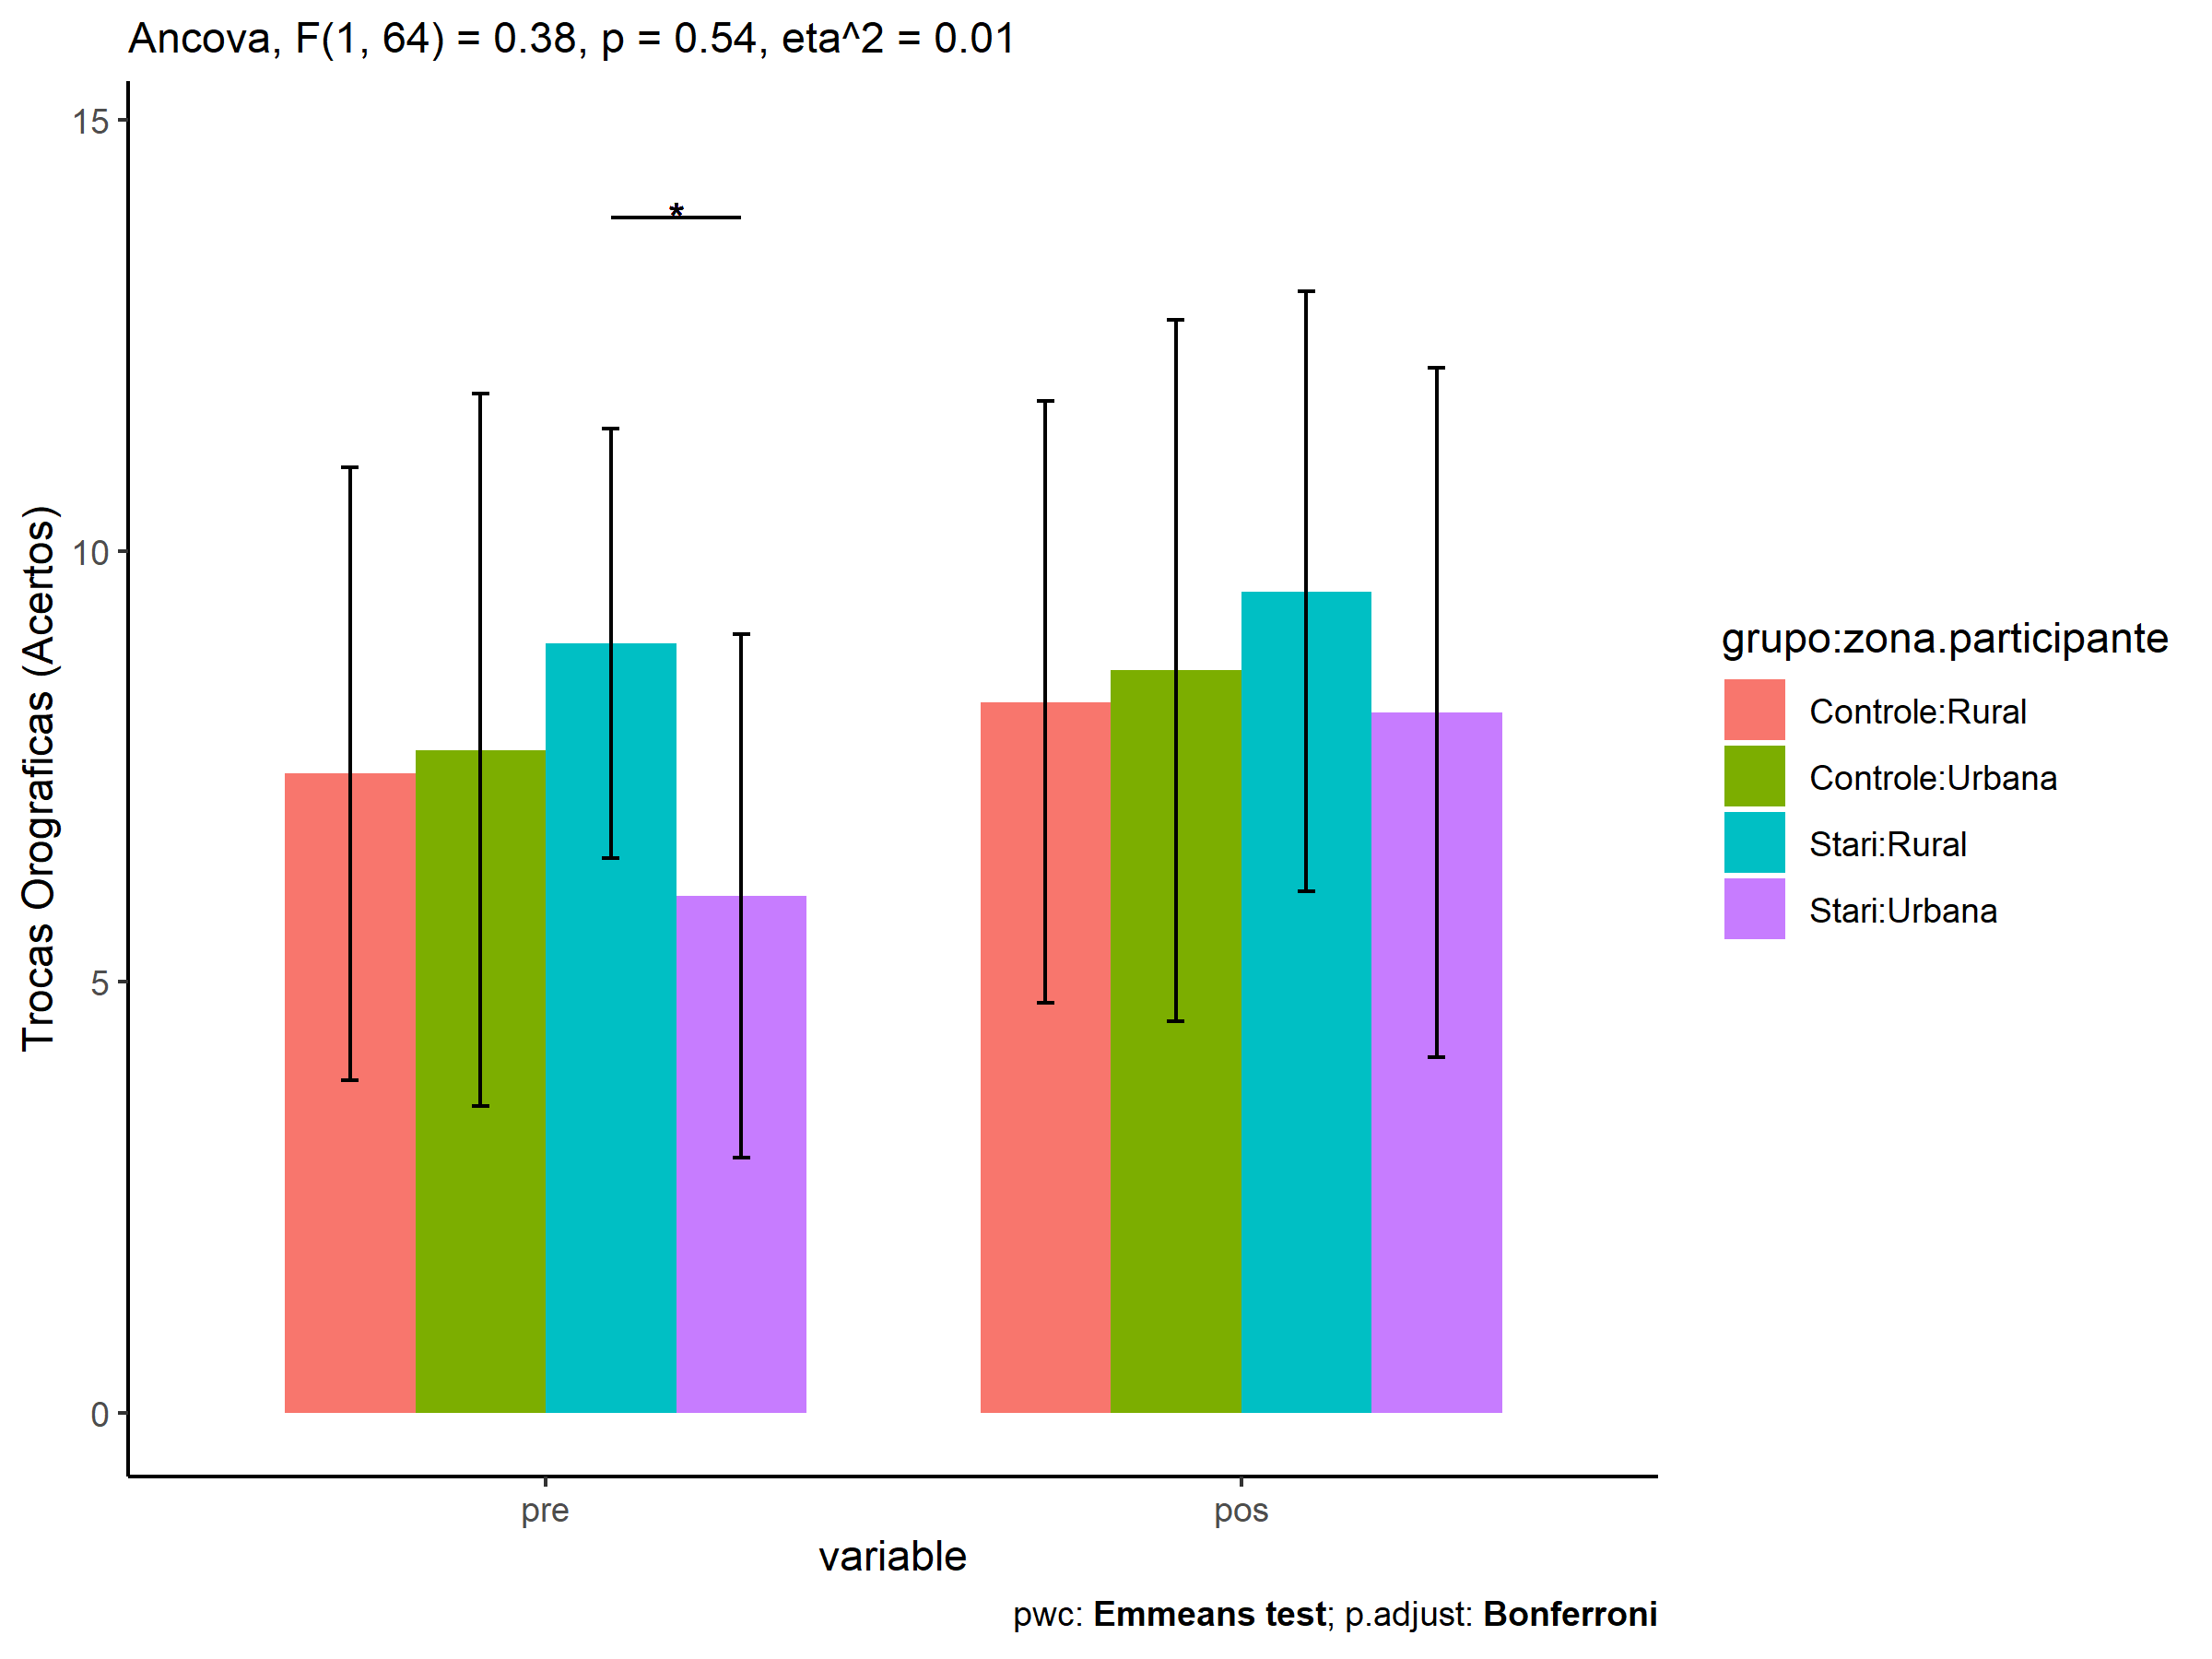 Ancova, F(1, 64) = 0.38, p = 0.54, eta^2 = 0.01
Trocas Orograficas (Acertos)
15
10
5
0
*
pre
pos
variable
grupo:zona.participante
Controle:Rural
Controle:Urbana
Stari:Rural
Stari:Urbana
pwc: Emmeans test; p.adjust: Bonferroni